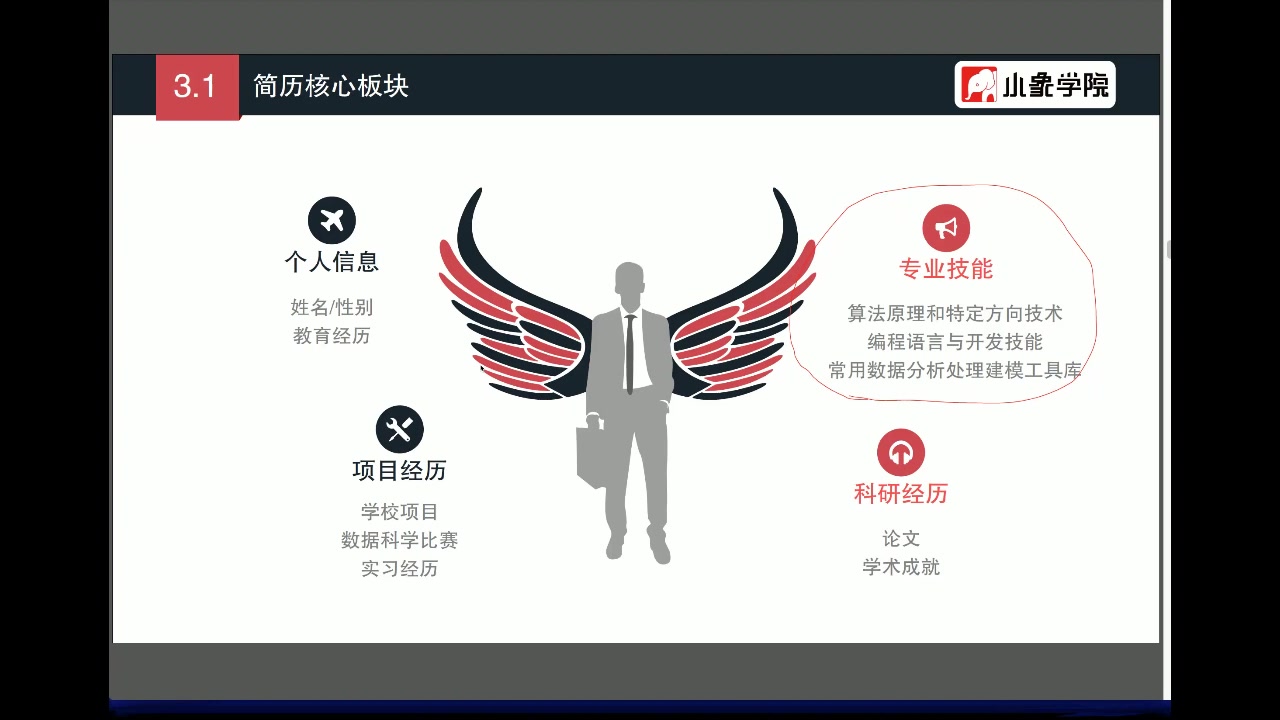 3.1 简历核心板块
小象学院
个人信息
姓名/性别
教育经历
专业技能
算法原理和特定方向技术
编程语言与开发技能
常用数据分析处理建模工具库
项目经历
学校项目
数据科学比赛
实习经历
科研经历
论文
学术成就